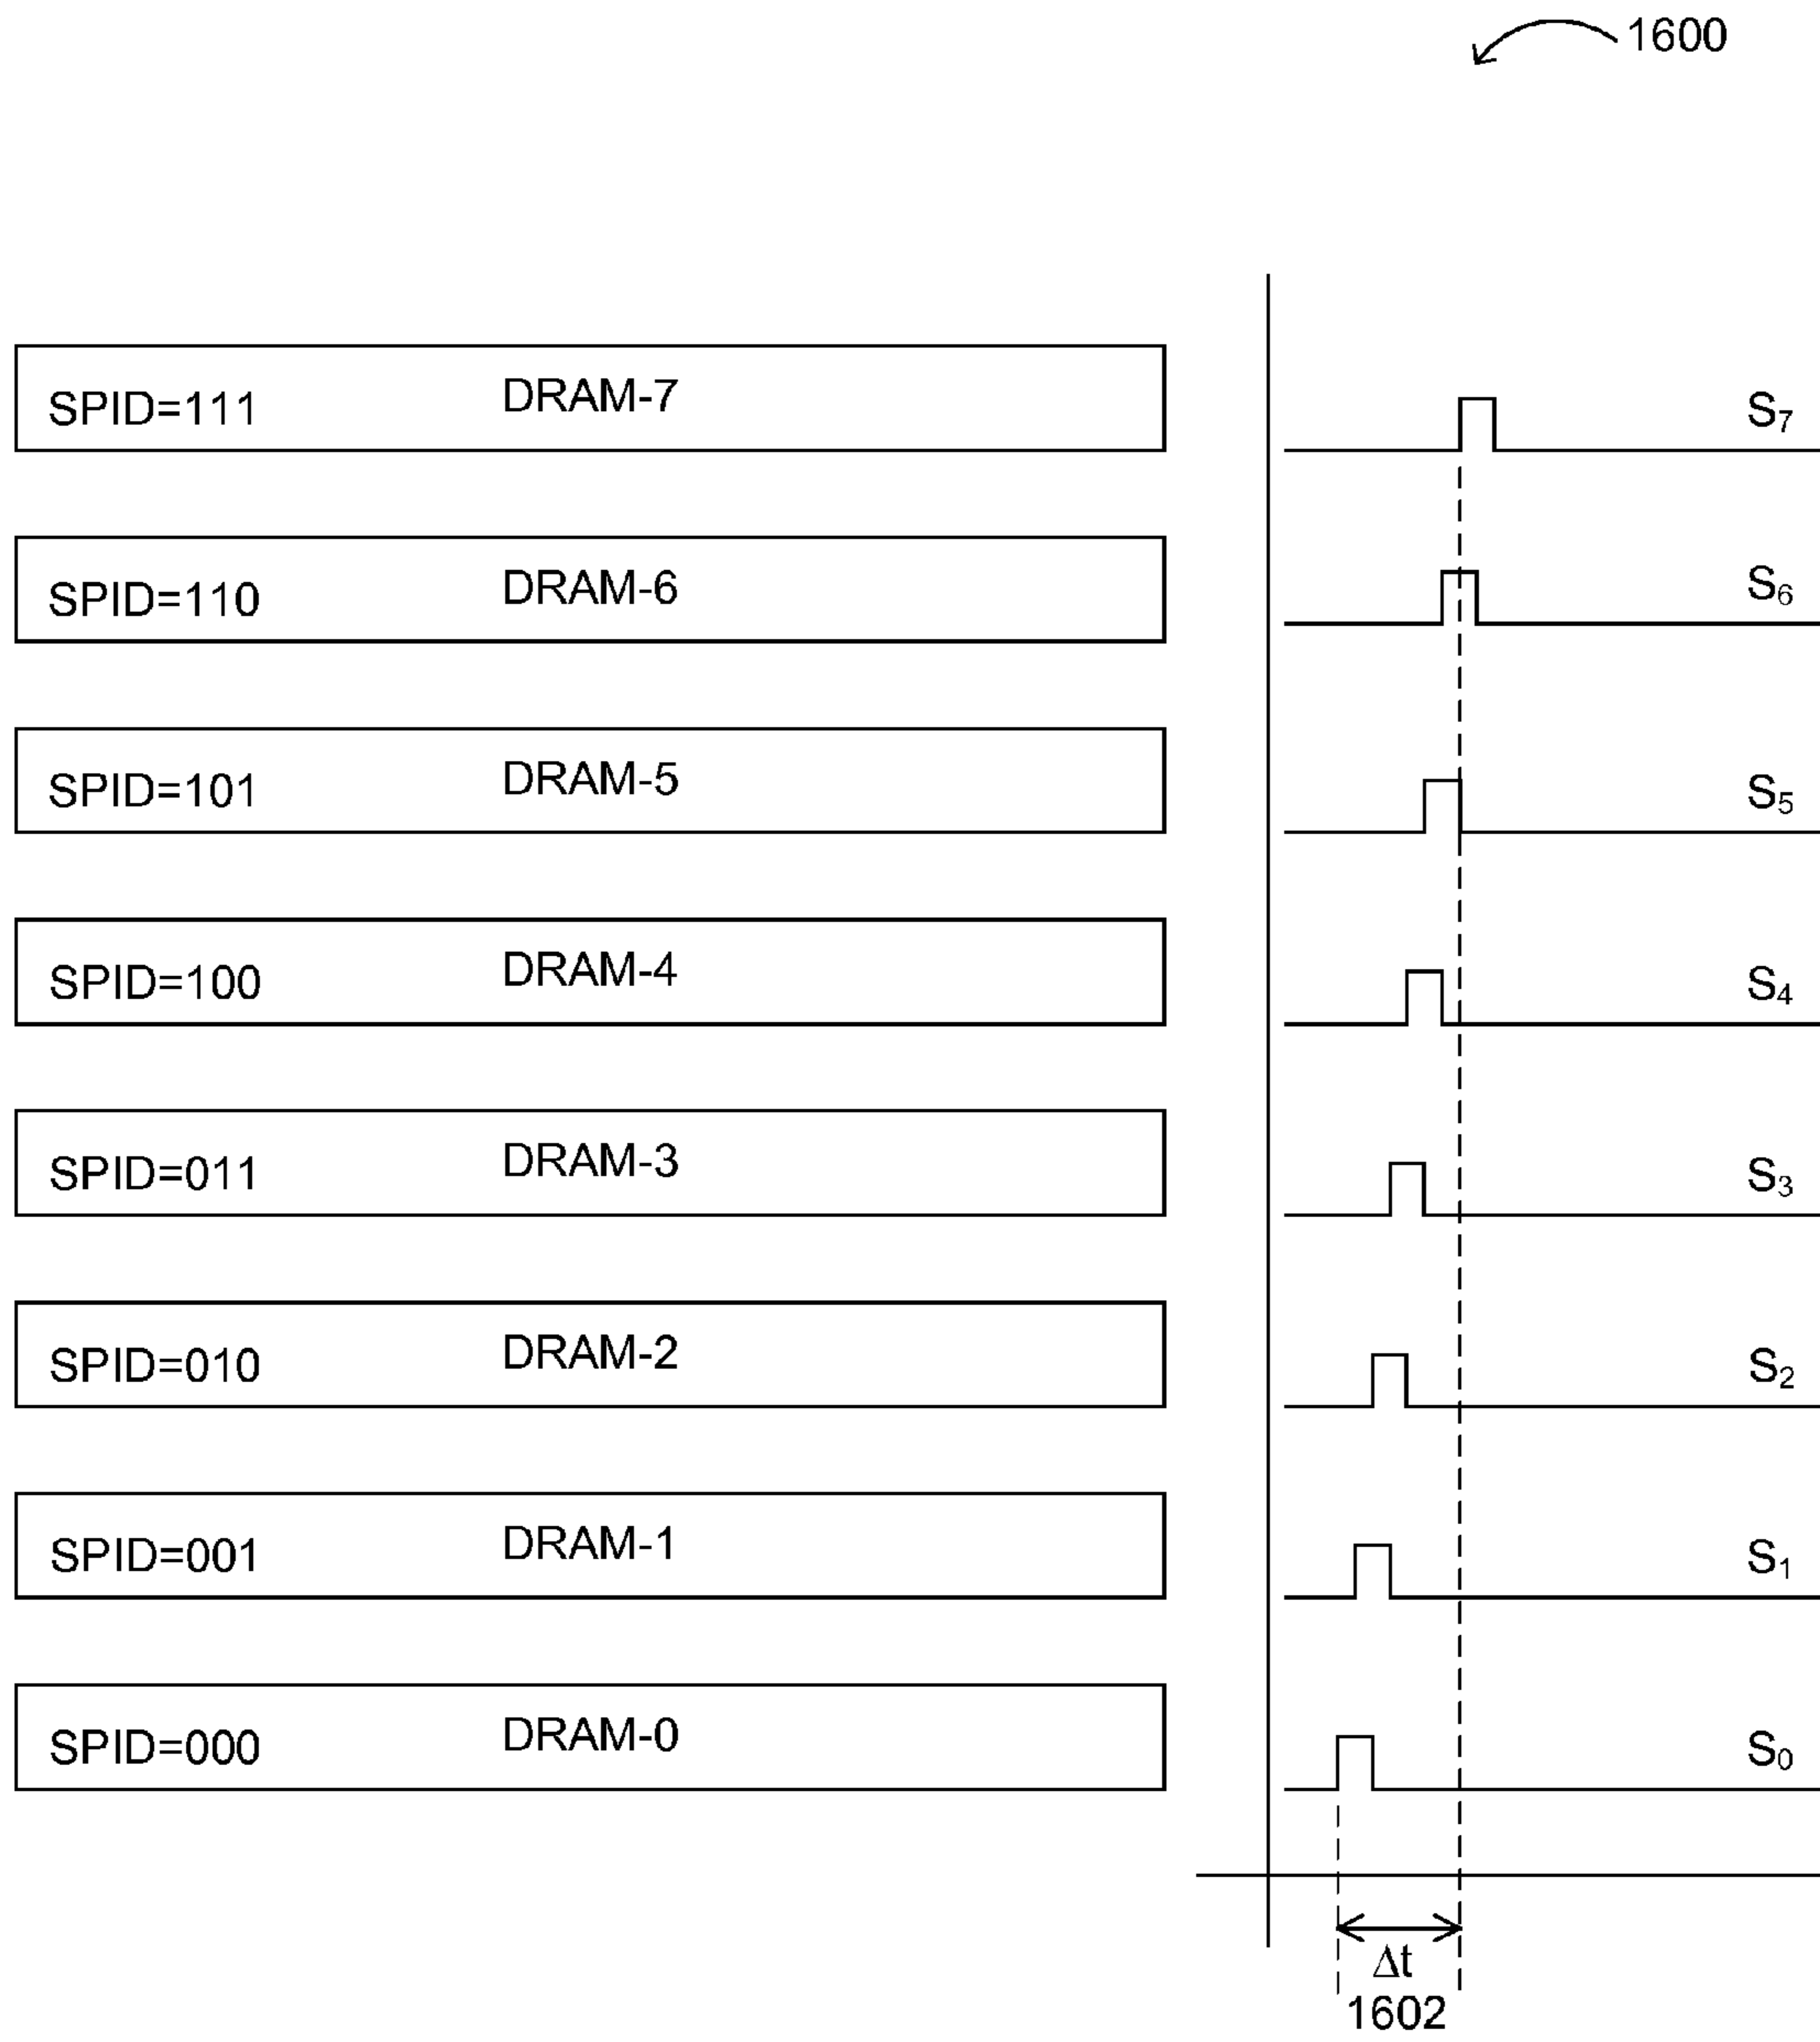 1600
SPID=111 DRAM-7 S₇
SPID=110 DRAM-6 S₆
SPID=101 DRAM-5 S₅
SPID=100 DRAM-4 S₄
SPID=011 DRAM-3 S₃
SPID=010 DRAM-2 S₂
SPID=001 DRAM-1 S₁
SPID=000 DRAM-0 S₀
Δt
1602